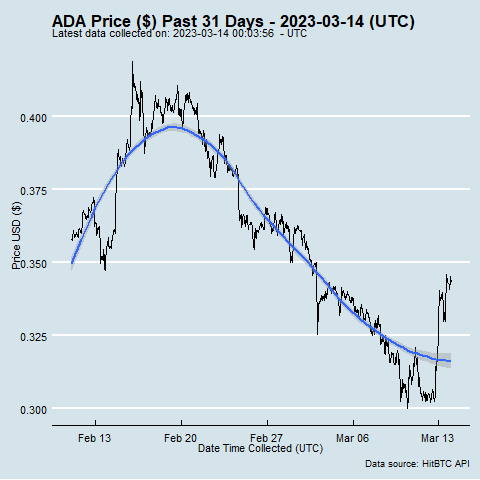 ADA Price ($) Past 31 Days - 2023-03-14 (UTC)
Latest data collected on: 2023-03-14 00:03:56 - UTC
Price USD ($)
0.400
0.375
0.350
0.325
0.300
Feb 13 Feb 20 Feb 27 Mar 06 Mar 13
Date Time Collected (UTC)
Data source: HitBTC API